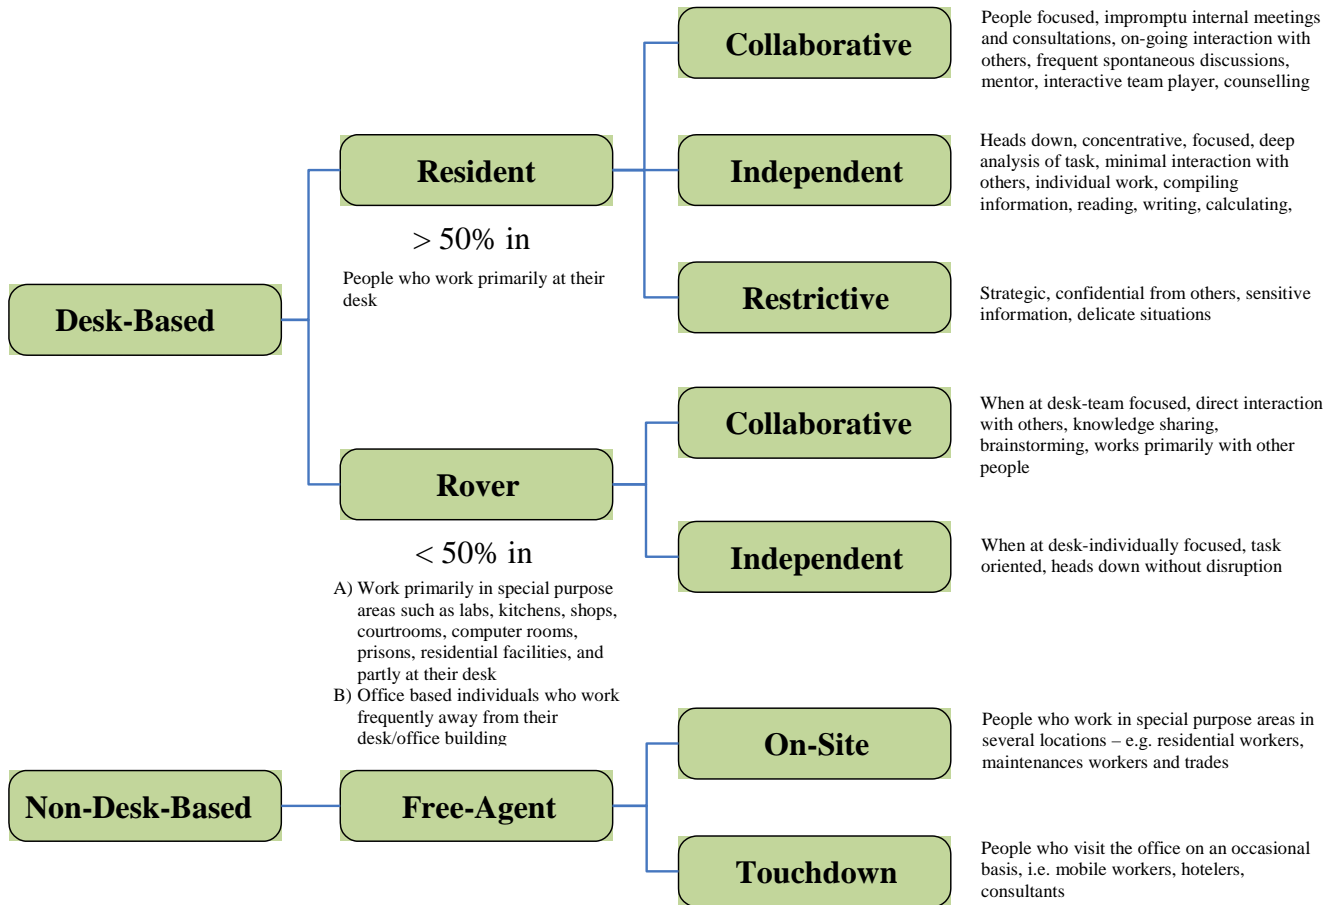 Collaborative
People focused, impromptu internal meetings
and consultations, on-going interaction with
others, frequent spontaneous discussions,
mentor, interactive team player, counselling
Resident
> 50% in
People who work primarily at their
desk
Independent
Heads down, concentrative, focused, deep
analysis of task, minimal interaction with
others, individual work, compiling
information, reading, writing, calculating,
Restrictive
Strategic, confidential from others, sensitive
information, delicate situations
Desk-Based
Collaborative
When at desk-team focused, direct interaction
with others, knowledge sharing,
brainstorming, works primarily with other
people
Rover
< 50% in
A) Work primarily in special purpose
areas such as labs, kitchens, shops,
courtrooms, computer rooms,
prisons, residential facilities, and
partly at their desk
B) Office based individuals who work
frequently away from their
desk/office building
Independent
When at desk-individually focused, task
oriented, heads down without disruption
On-Site
People who work in special purpose areas in
several locations – e.g. residential workers,
maintenances workers and trades
Non-Desk-Based
Free-Agent
Touchdown
People who visit the office on an occasional
basis, i.e. mobile workers, hotelers,
consultants